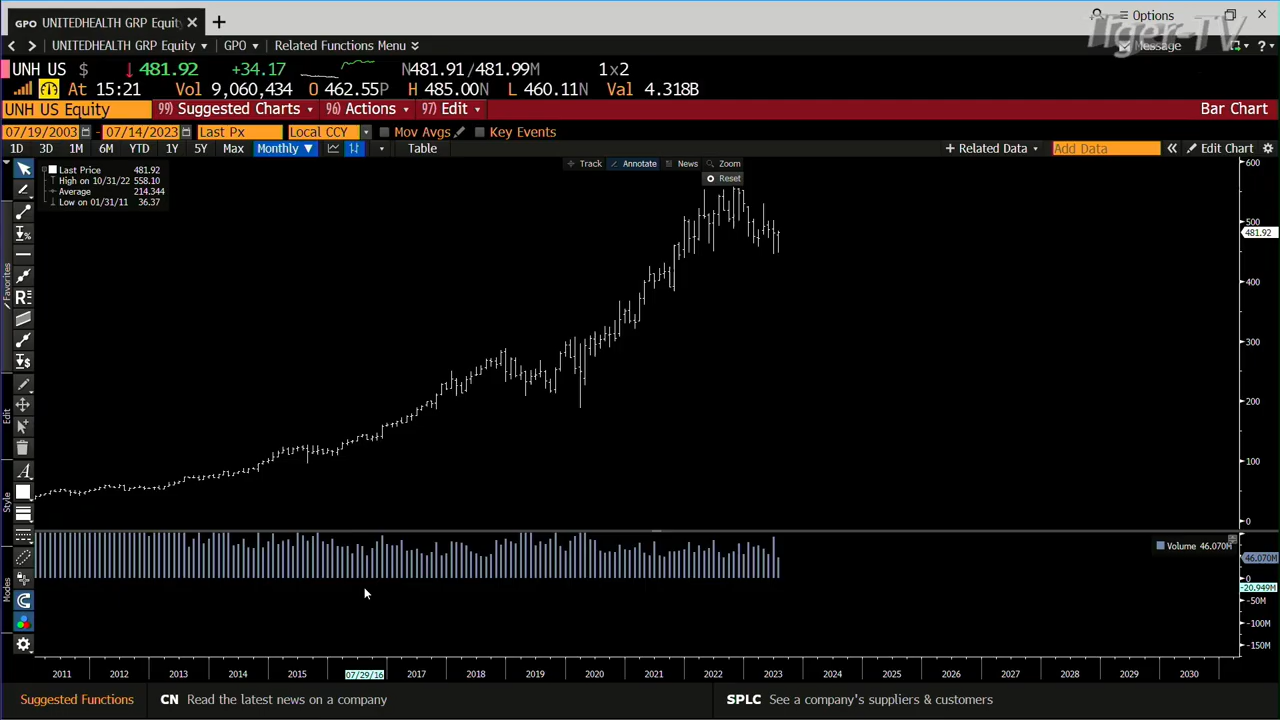 GPO UNITEDHEALTH GRP Equity × +
Options
Tiger-TV
UNITEDHEALTH GRP Equity GPO Related Functions Menu Message ?
UNH US $ ↓ 481.92 +34.17 N481.91/481.99M 1x2
At 15:21 Vol 9,060,434 O 462.55P H 485.00N L 460.11N Val 4.318B
UNH US Equity 99) Suggested Charts 96) Actions 97) Edit Bar Chart
07/19/2003 - 07/14/2023 Last Px Local CCY Mov Avgs Key Events
1D 3D 1M 6M YTD 1Y 5Y Max Monthly ▼ Table + Related Data Add Data « Edit Chart
Track Annotate News Zoom
Reset
Last Price 481.92
High on 10/31/22 558.10
Average 214.344
Low on 01/31/11 36.37
600
500
481.92
400
300
200
100
0
Favorites
Edit
Style
Modes
Volume 46.070M
46.070M
0
-20.949M
-50M
-100M
-150M
2011 2012 2013 2014 2015 07/29/16 2017 2018 2019 2020 2021 2022 2023 2024 2025 2026 2027 2028 2029 2030
Suggested Functions CN Read the latest news on a company SPLC See a company's suppliers & customers